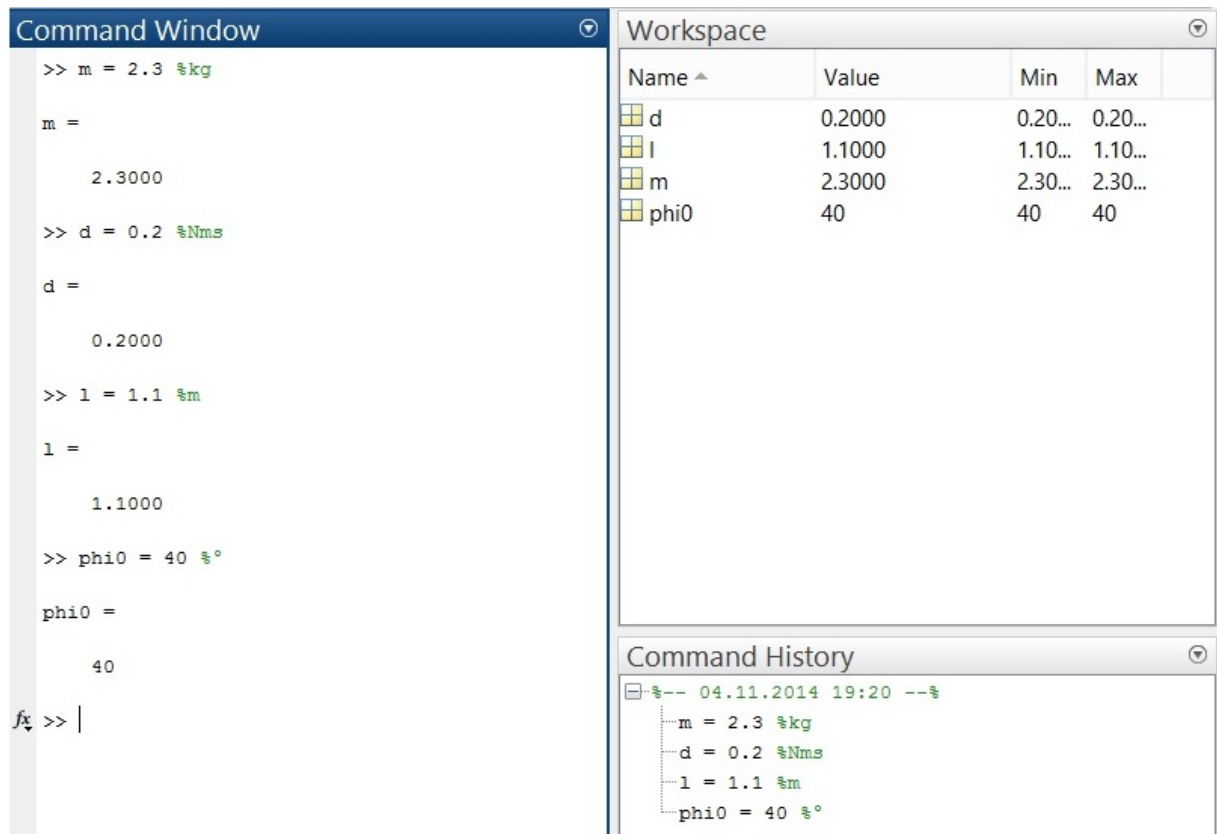 Command Window
>> m = 2.3 %kg
m =
2.3000
>> d = 0.2 %Nms
d =
0.2000
>> l = 1.1 %m
l =
1.1000
>> phi0 = 40 %°
phi0 =
40
fx >>
Workspace
Name Value Min Max
d 0.2000 0.20... 0.20...
l 1.1000 1.10... 1.10...
m 2.3000 2.30... 2.30...
phi0 40 40 40
Command History
%-- 04.11.2014 19:20 --%
m = 2.3 %kg
d = 0.2 %Nms
l = 1.1 %m
phi0 = 40 %°